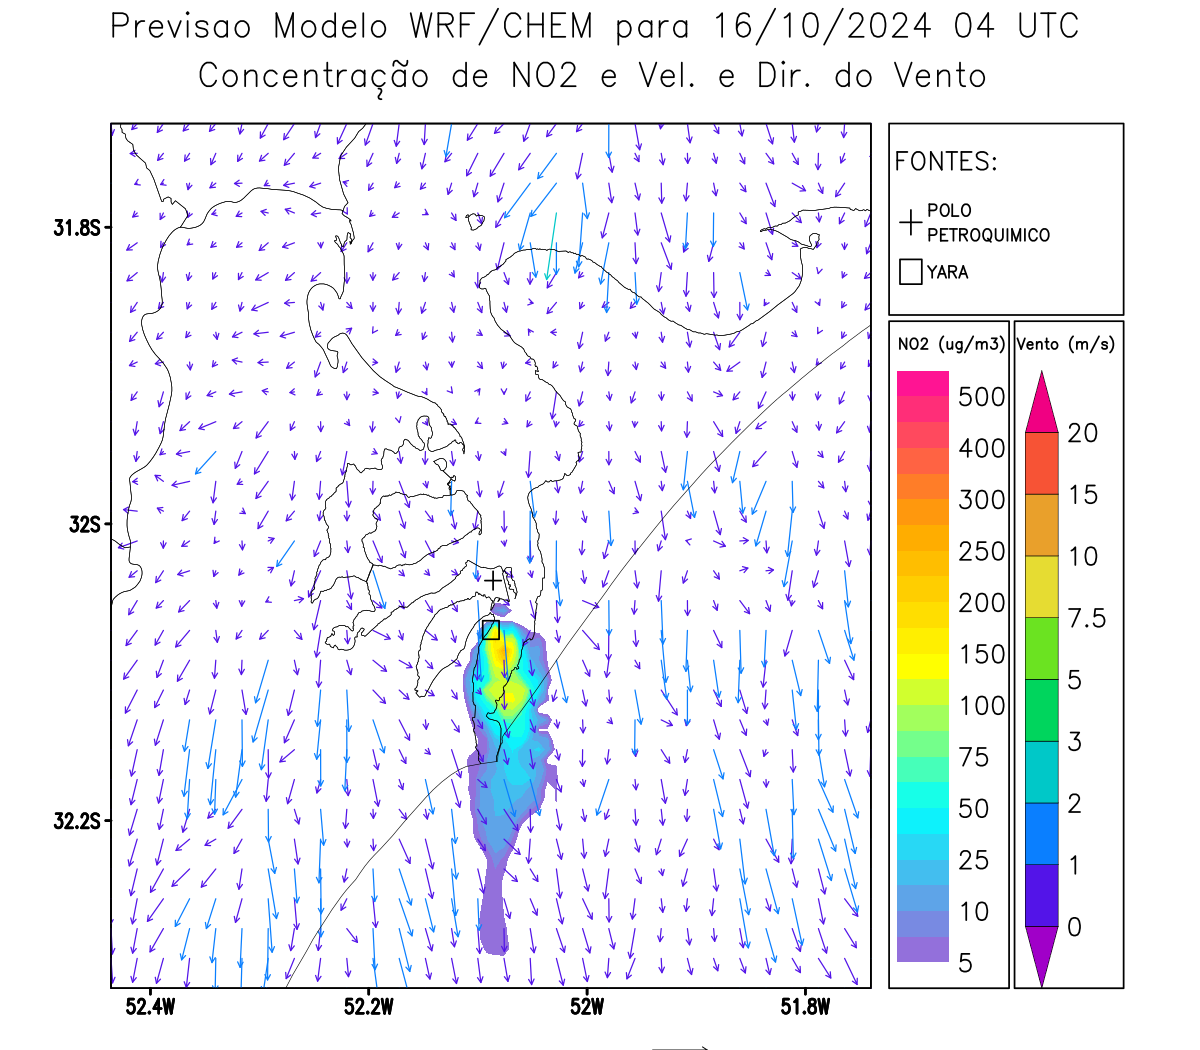 Previsao Modelo WRF/CHEM para 16/10/2024 04 UTC
Concentração de NO2 e Vel. e Dir. do Vento
FONTES:
POLO
PETROQUIMICO
YARA
NO2 (ug/m3)
500
400
300
250
200
150
100
75
50
25
10
5
Vento (m/s)
20
15
10
7.5
5
3
2
1
0
31.8S
32S
32.2S
52.4W
52.2W
52W
51.8W